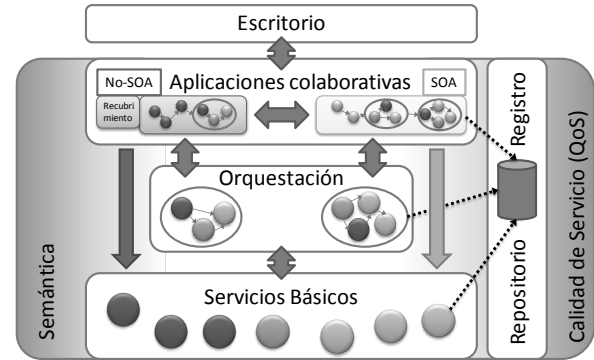 Escritorio
No-SOA
Aplicaciones colaborativas
SOA
Recubri
miento
Orquestación
Servicios Básicos
Semántica
Registro
Repositorio
Calidad de Servicio (QoS)